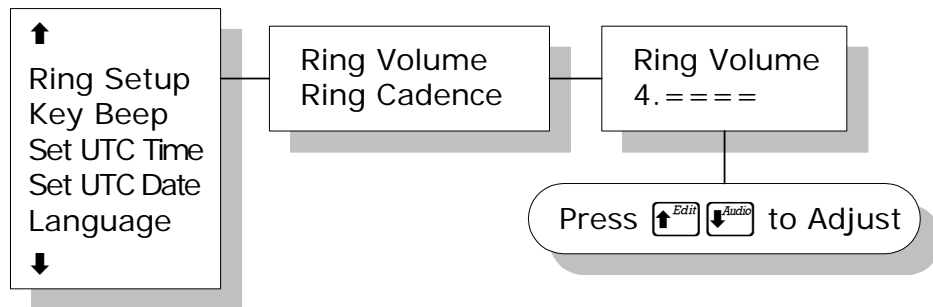 ⬆
Ring Setup
Key Beep
Set UTC Time
Set UTC Date
Language
⬇
Ring Volume
Ring Cadence
Ring Volume
4.====
Press ⬆Edit ⬇Audio to Adjust